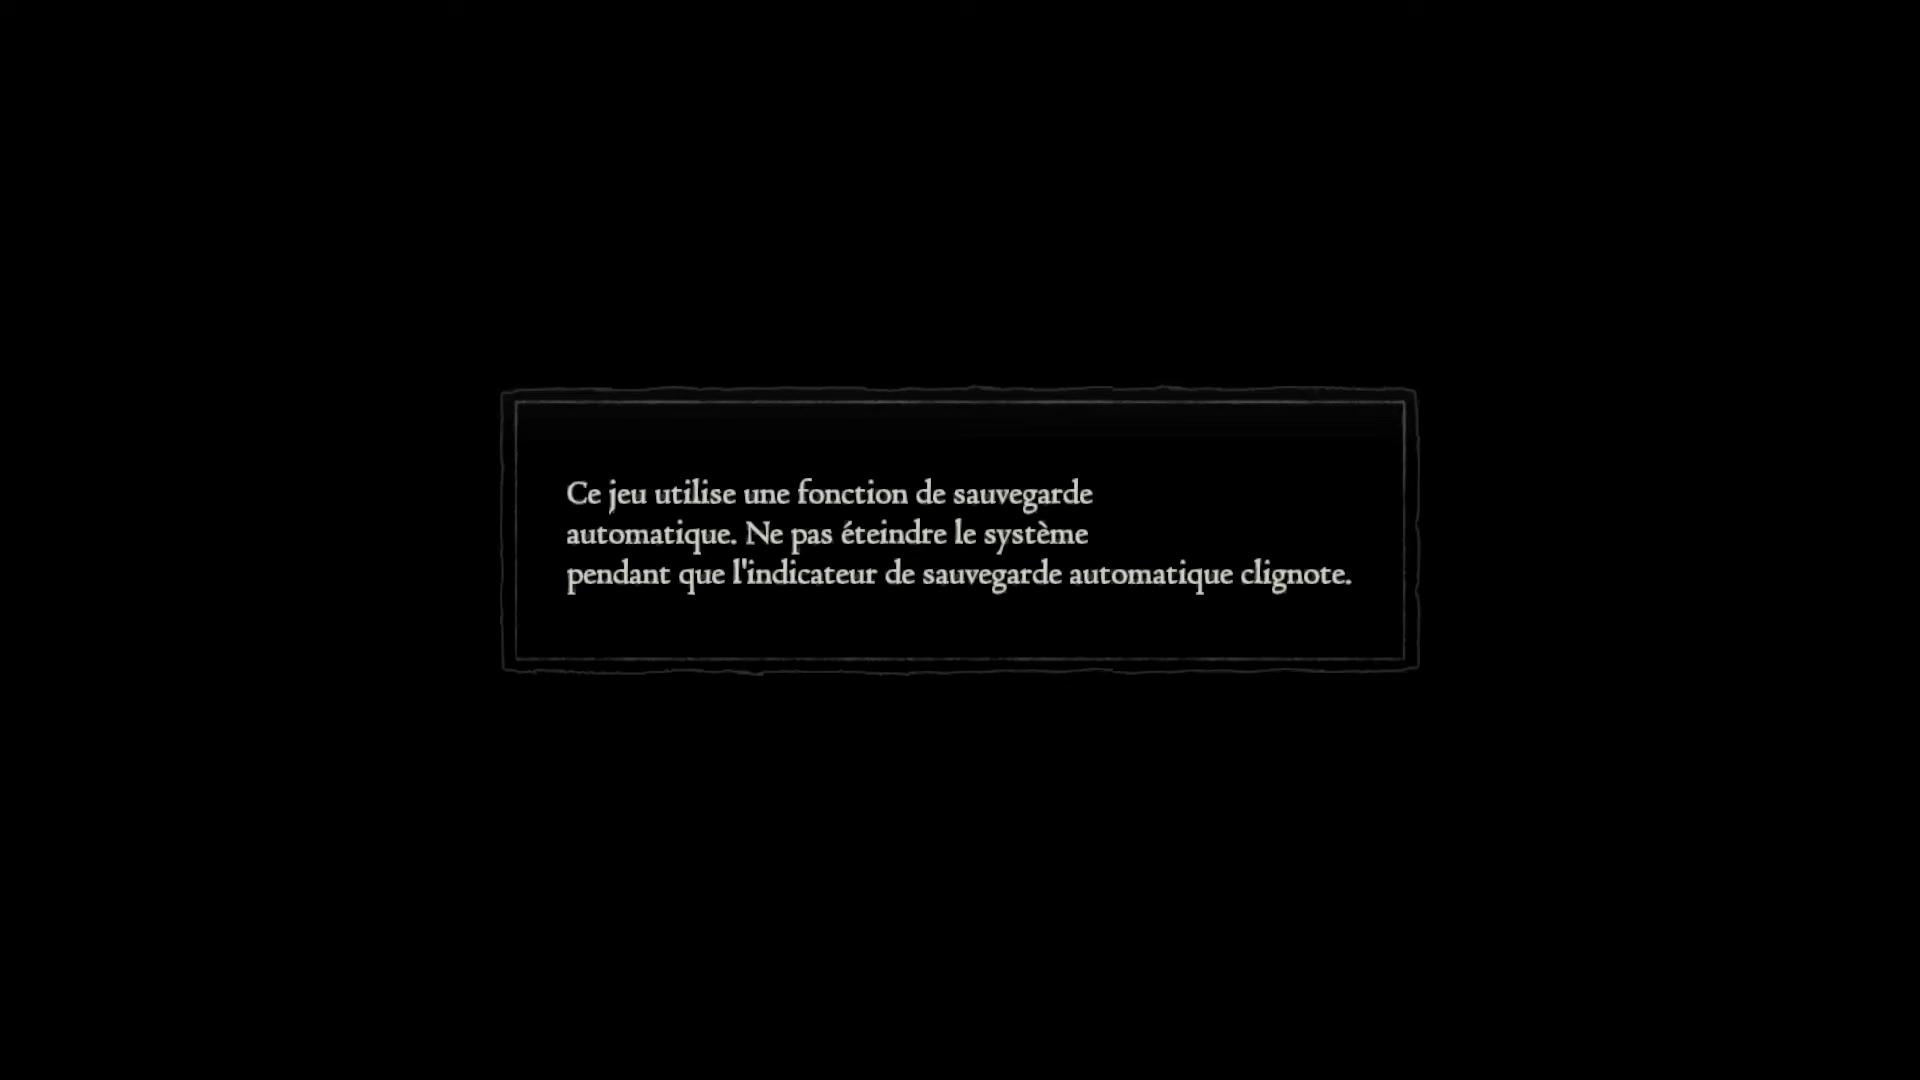 Ce jeu utilise une fonction de sauvegarde
automatique. Ne pas éteindre le système
pendant que l'indicateur de sauvegarde automatique clignote.